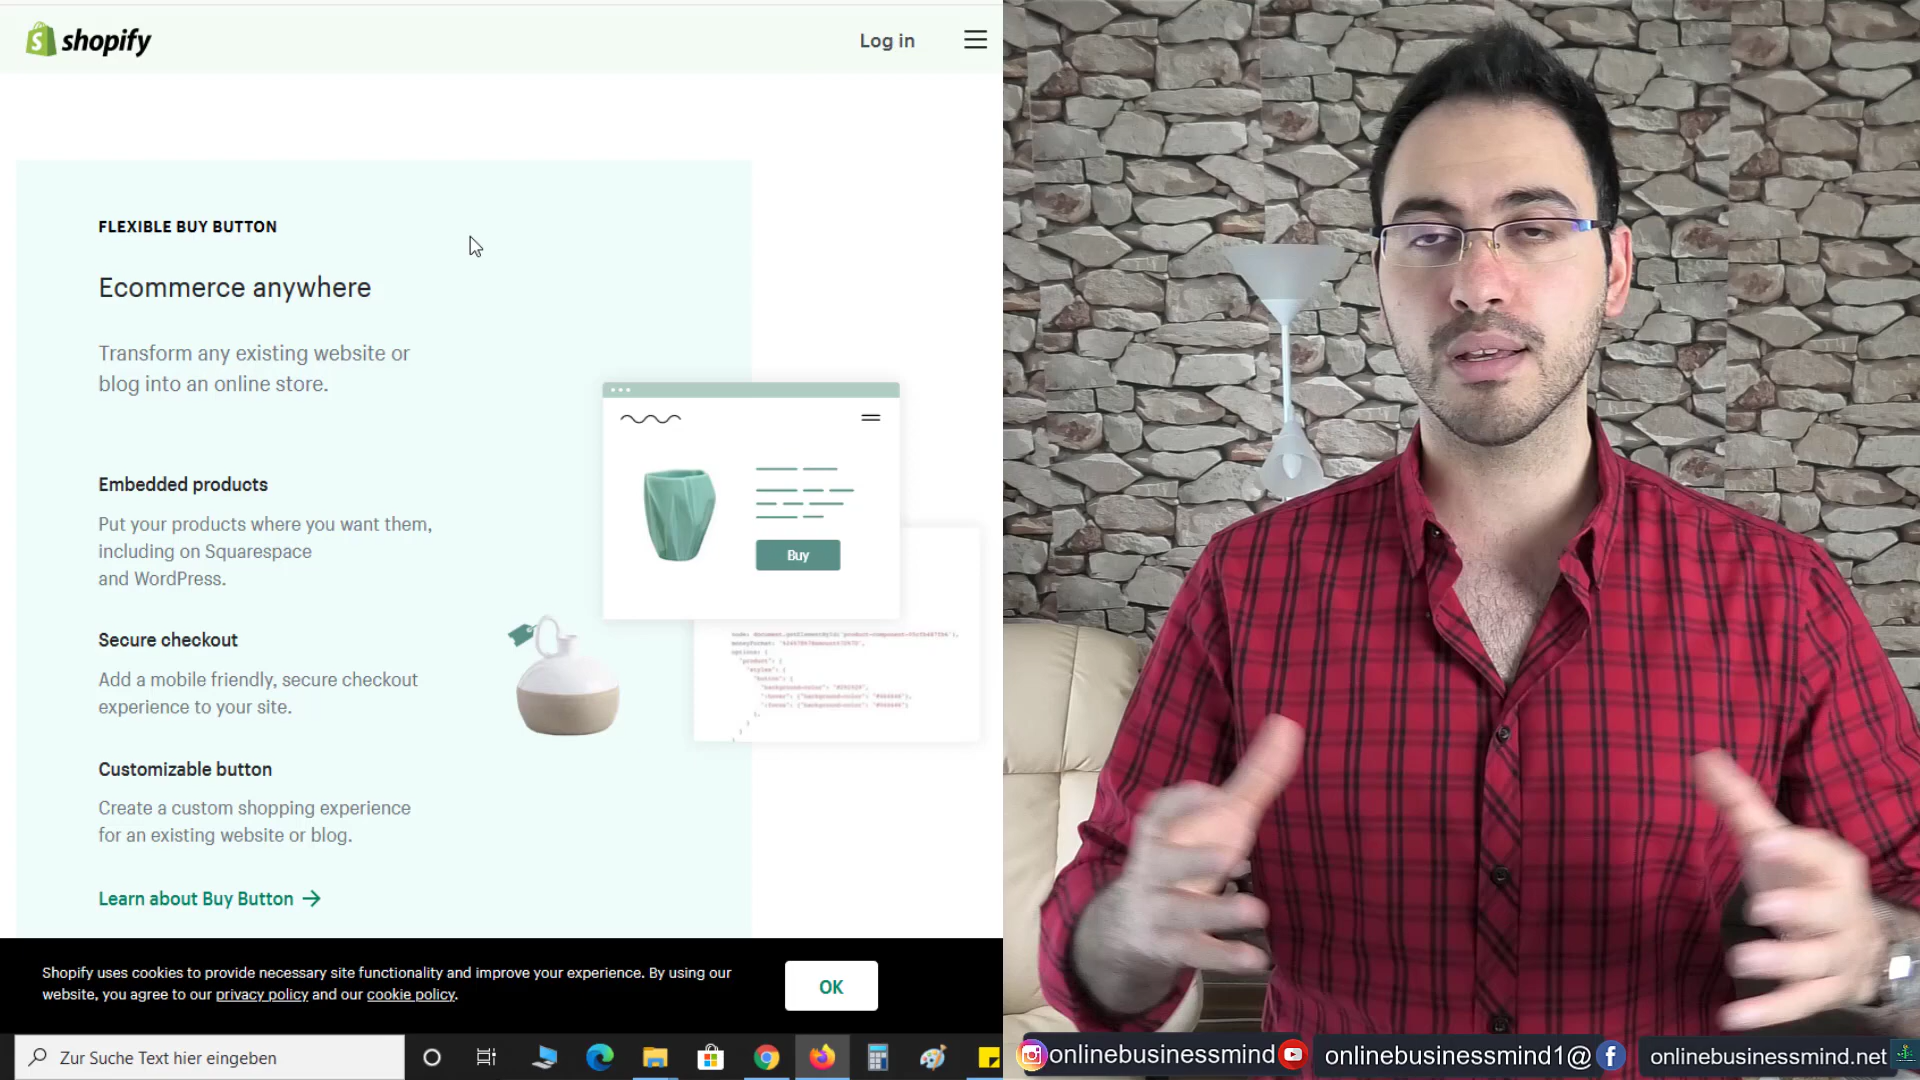 shopify
Log in
FLEXIBLE BUY BUTTON
Ecommerce anywhere
Transform any existing website or
blog into an online store.
Embedded products
Put your products where you want them,
including on Squarespace
and WordPress.
Secure checkout
Add a mobile friendly, secure checkout
experience to your site.
Customizable button
Create a custom shopping experience
for an existing website or blog.
Learn about Buy Button →
Buy
options: {
"product": {
"styles": {
"button": {
Shopify uses cookies to provide necessary site functionality and improve your experience. By using our
website, you agree to our privacy policy and our cookie policy.
OK
Zur Suche Text hier eingeben
onlinebusinessmind
onlinebusinessmind1@
onlinebusinessmind.net